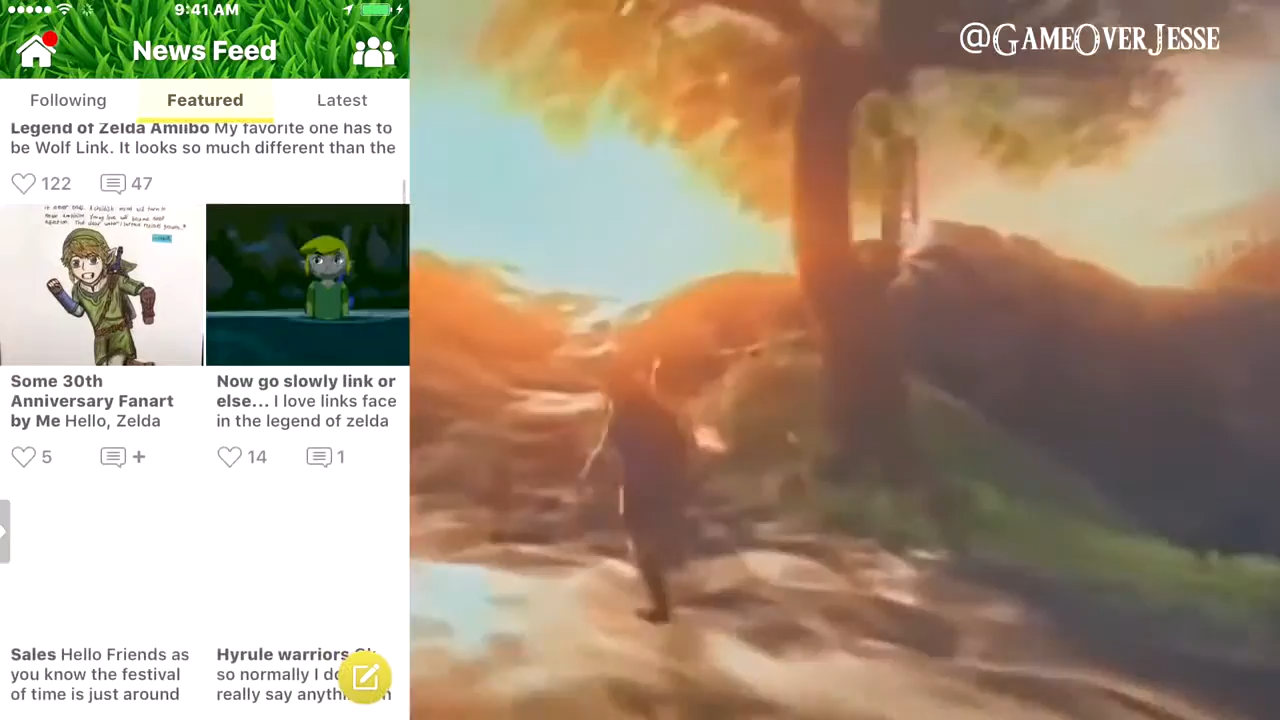 9:41 AM
@GameOverJesse
News Feed
Following
Featured
Latest
Legend of Zelda Amiibo My favorite one has to
be Wolf Link. It looks so much different than the
122
47
Some 30th
Anniversary Fanart
by Me Hello, Zelda
5
+
Now go slowly link or
else... I love links face
in the legend of zelda
14
1
Sales Hello Friends as
you know the festival
of time is just around
Hyrule warriors
so normally I
really say